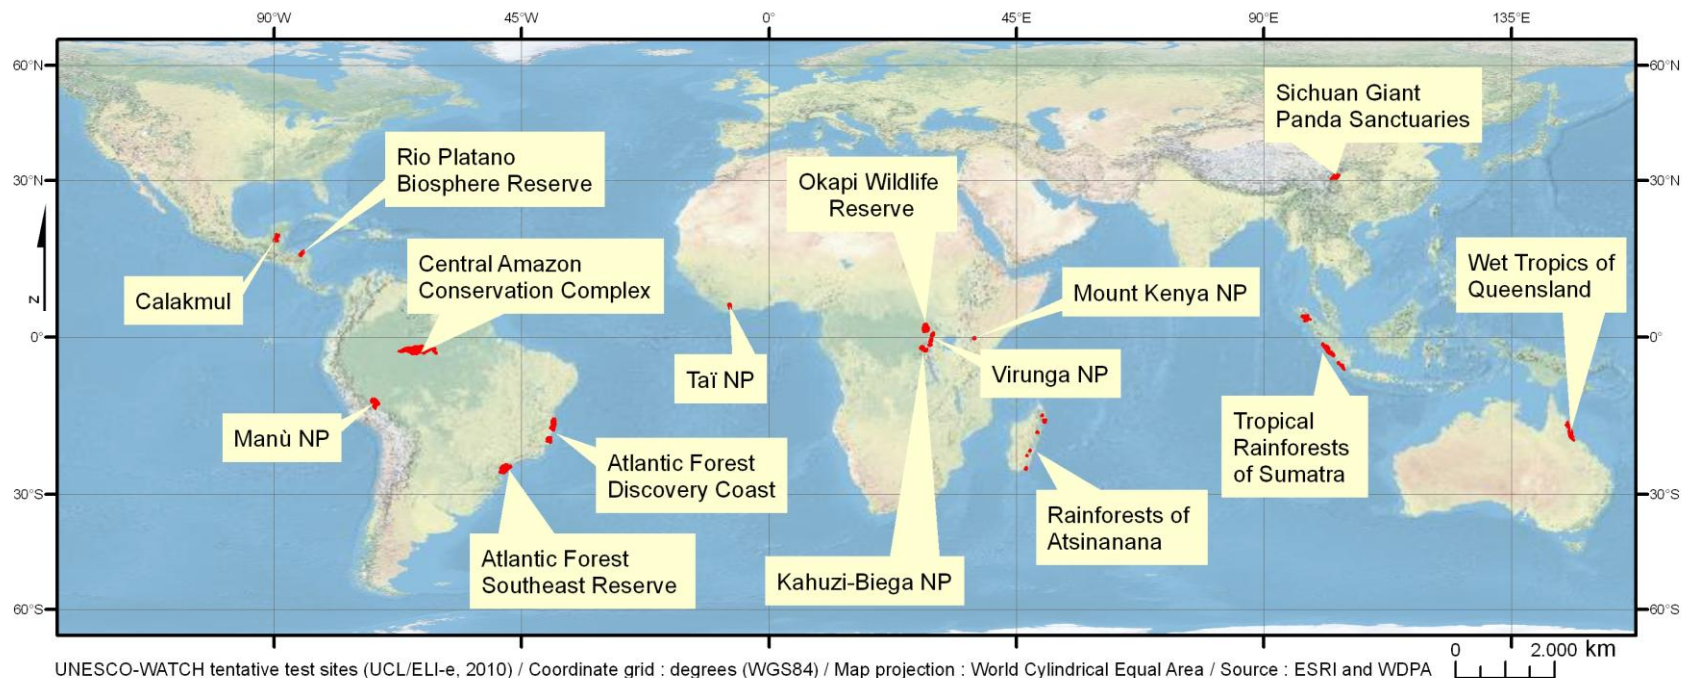 90°W 45°W 0° 45°E 90°E 135°E
60°N 60°N
Sichuan Giant
Panda Sanctuaries
Rio Platano
Biosphere Reserve
Okapi Wildlife
Reserve
30°N 30°N
Central Amazon
Conservation Complex
Wet Tropics of
Queensland
Calakmul
Mount Kenya NP
N
0° 0°
Taï NP
Virunga NP
Manù NP
Tropical
Rainforests
of Sumatra
Atlantic Forest
Discovery Coast
30°S 30°S
Rainforests of
Atsinanana
Atlantic Forest
Southeast Reserve
Kahuzi-Biega NP
60°S 60°S
UNESCO-WATCH tentative test sites (UCL/ELI-e, 2010) / Coordinate grid : degrees (WGS84) / Map projection : World Cylindrical Equal Area / Source : ESRI and WDPA
0 2.000 km